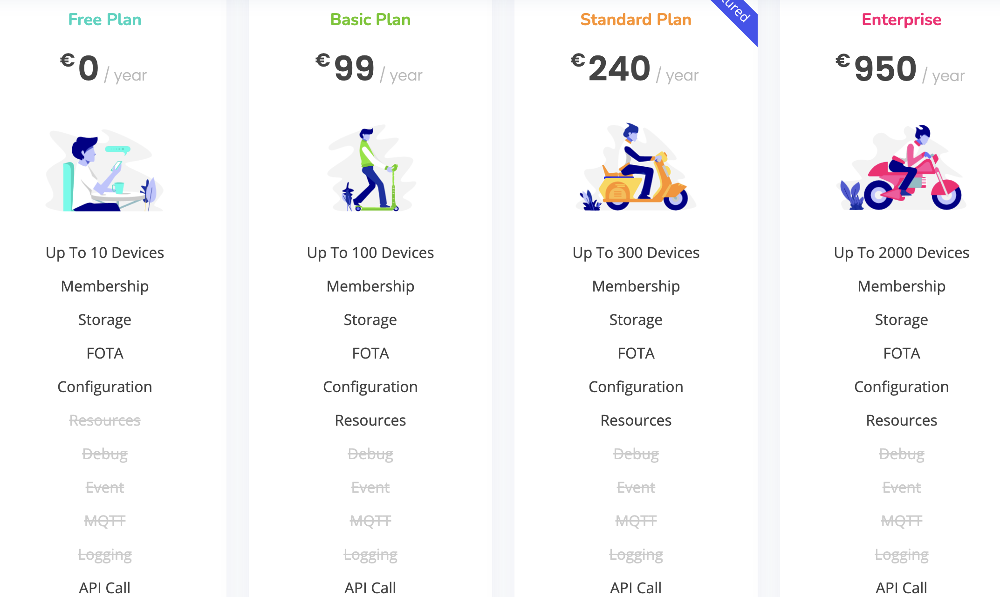 Free Plan
€0 / year
Up To 10 Devices
Membership
Storage
FOTA
Configuration
Resources
Debug
Event
MQTT
Logging
API Call
Basic Plan
€99 / year
Up To 100 Devices
Membership
Storage
FOTA
Configuration
Resources
Debug
Event
MQTT
Logging
API Call
Standard Plan
€240 / year
Up To 300 Devices
Membership
Storage
FOTA
Configuration
Resources
Debug
Event
MQTT
Logging
API Call
Enterprise
€950 / year
Up To 2000 Devices
Membership
Storage
FOTA
Configuration
Resources
Debug
Event
MQTT
Logging
API Call